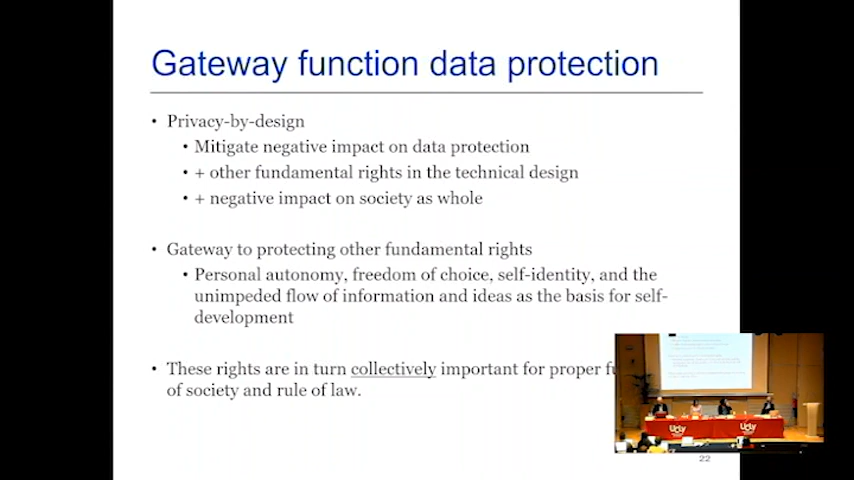 Gateway function data protection
• Privacy-by-design
• Mitigate negative impact on data protection
• + other fundamental rights in the technical design
• + negative impact on society as whole
• Gateway to protecting other fundamental rights
• Personal autonomy, freedom of choice, self-identity, and the
unimpeded flow of information and ideas as the basis for self-
development
• These rights are in turn collectively important for proper
of society and rule of law.
22